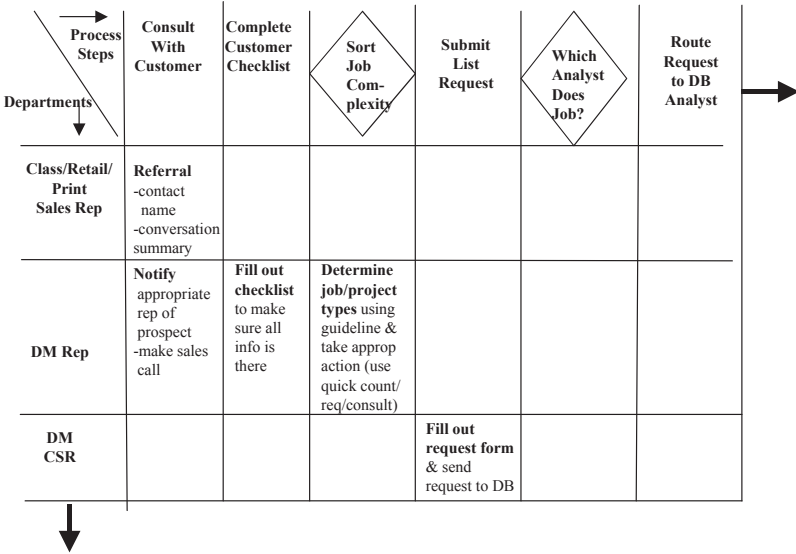 Process
Steps
Departments
Consult
With
Customer
Complete
Customer
Checklist
Sort
Job
Com-
plexity
Submit
List
Request
Which
Analyst
Does
Job?
Route
Request
to DB
Analyst
Class/Retail/
Print
Sales Rep
Referral
-contact
name
-conversation
summary
DM Rep
Notify
appropriate
rep of
prospect
-make sales
call
Fill out
checklist
to make
sure all
info is
there
Determine
job/project
types using
guideline &
take approp
action (use
quick count/
req/consult)
DM
CSR
Fill out
request form
& send
request to DB